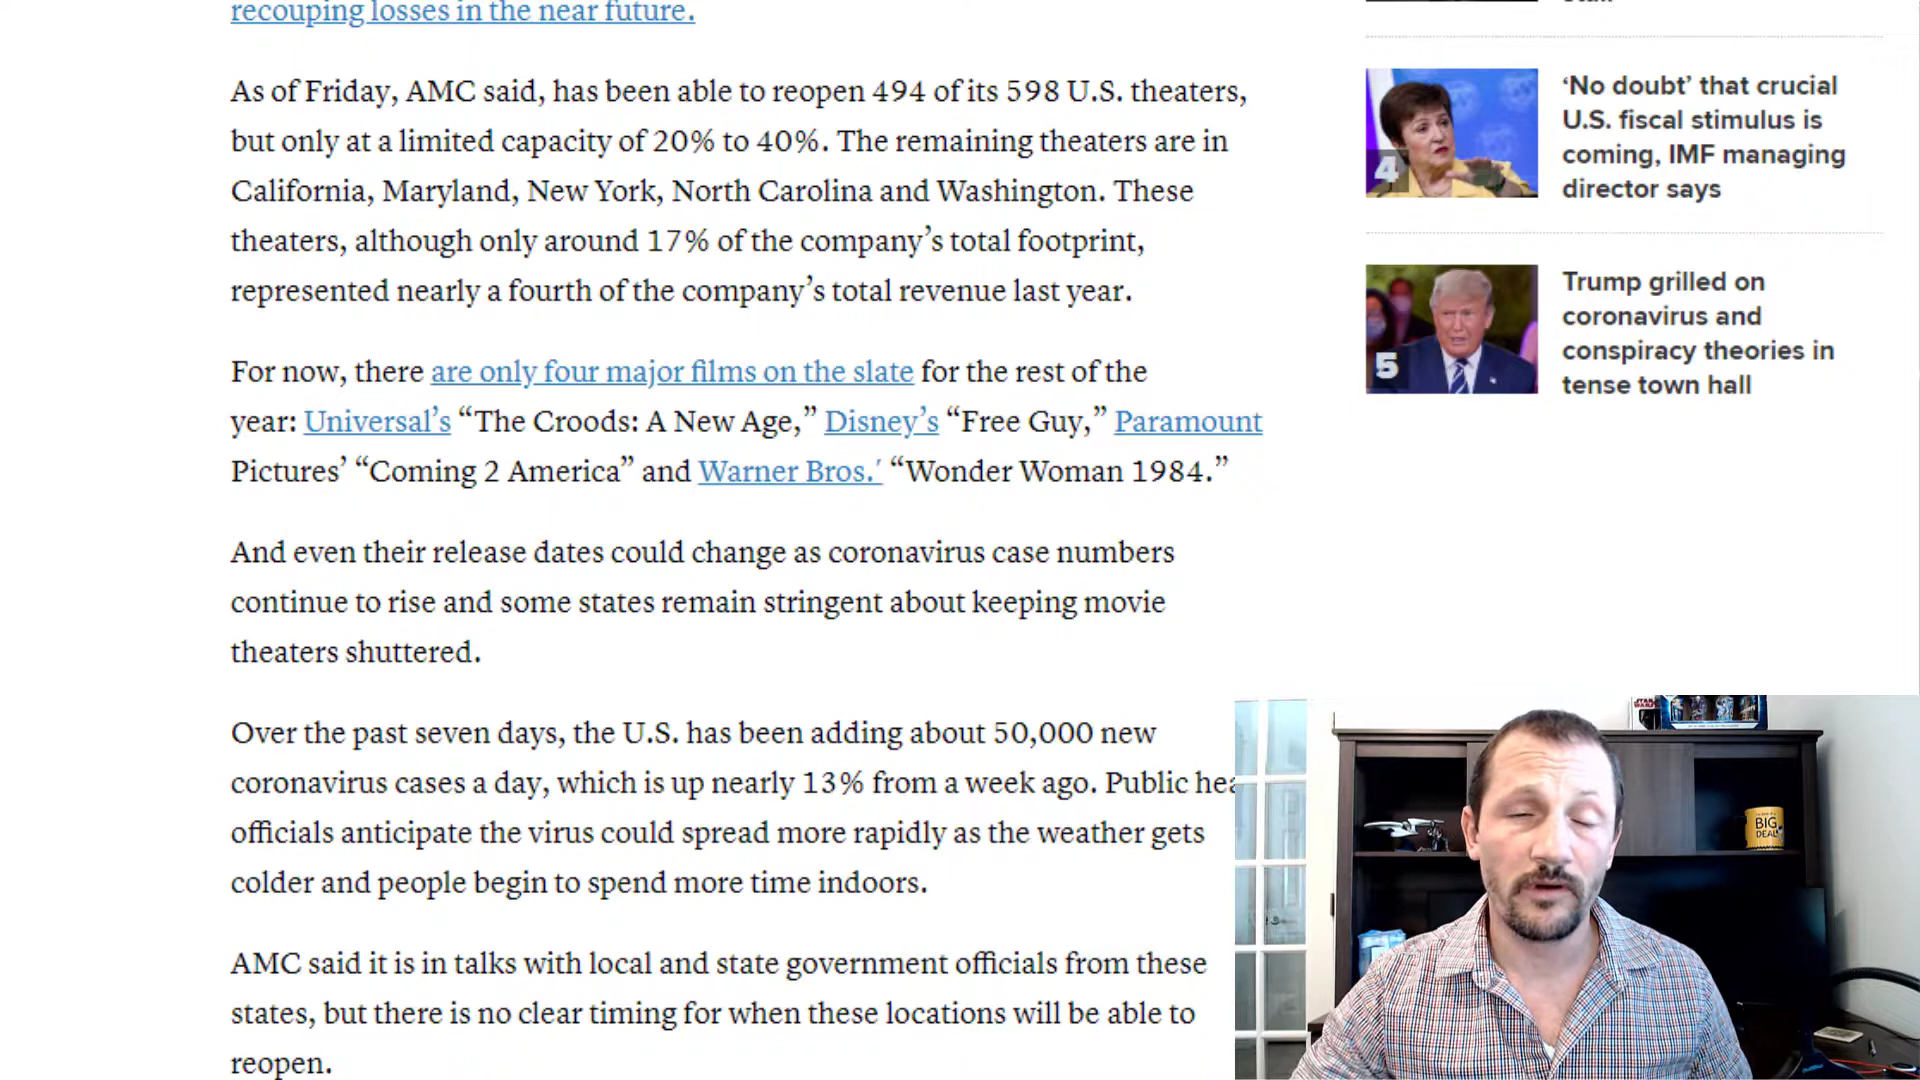 recouping losses in the near future.
As of Friday, AMC said, has been able to reopen 494 of its 598 U.S. theaters,
but only at a limited capacity of 20% to 40%. The remaining theaters are in
California, Maryland, New York, North Carolina and Washington. These
theaters, although only around 17% of the company’s total footprint,
represented nearly a fourth of the company’s total revenue last year.
For now, there are only four major films on the slate for the rest of the
year: Universal’s “The Croods: A New Age,” Disney’s “Free Guy,” Paramount
Pictures’ “Coming 2 America” and Warner Bros.′ “Wonder Woman 1984.”
And even their release dates could change as coronavirus case numbers
continue to rise and some states remain stringent about keeping movie
theaters shuttered.
Over the past seven days, the U.S. has been adding about 50,000 new
coronavirus cases a day, which is up nearly 13% from a week ago. Public hea
officials anticipate the virus could spread more rapidly as the weather gets
colder and people begin to spend more time indoors.
AMC said it is in talks with local and state government officials from these
states, but there is no clear timing for when these locations will be able to
reopen.
4
‘No doubt’ that crucial
U.S. fiscal stimulus is
coming, IMF managing
director says
5
Trump grilled on
coronavirus and
conspiracy theories in
tense town hall
STAR WARS
BIG
DEAL